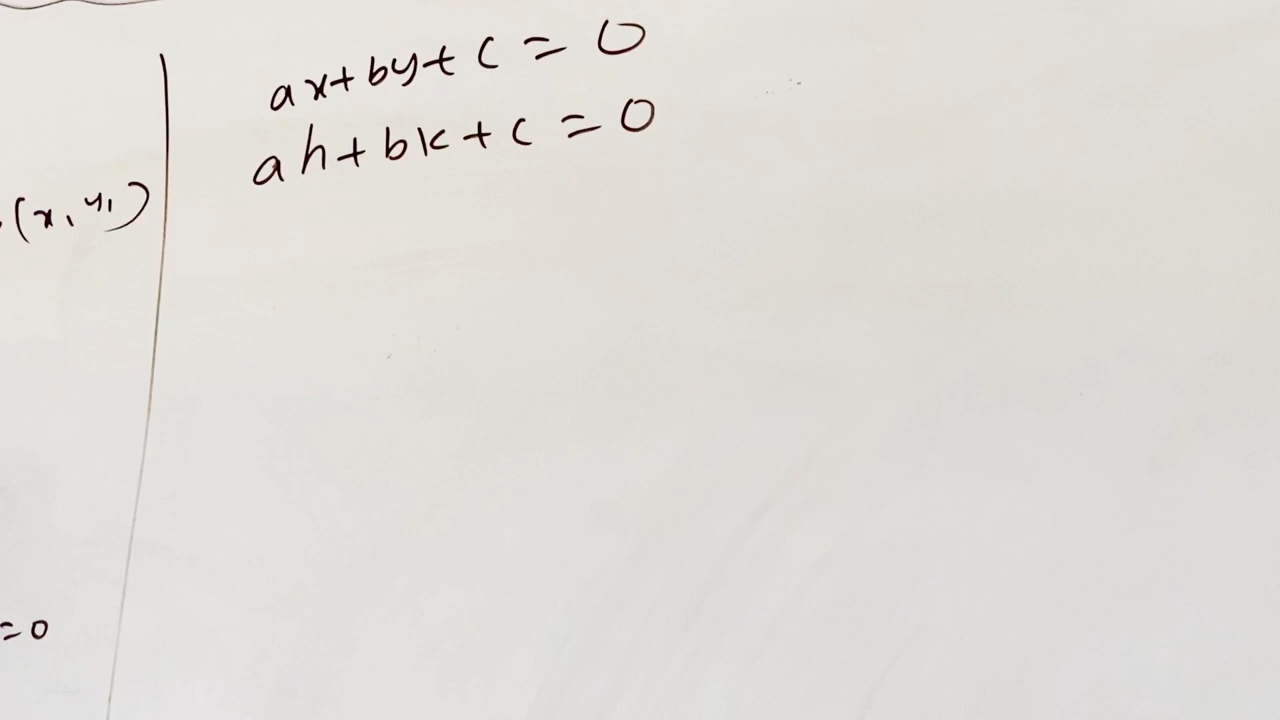 ax+by+c=0
ah+bk+c=0
(x₁ y₁)
=0